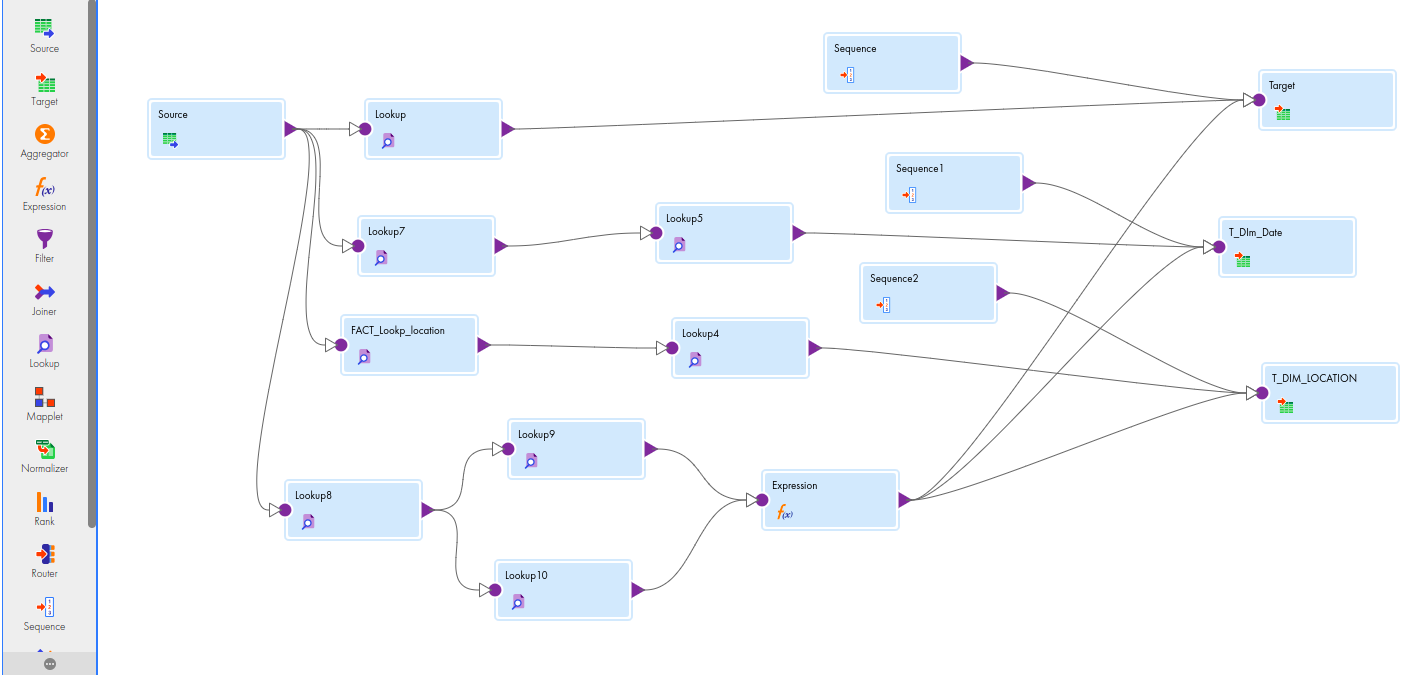 Source
Target
Aggregator
Expression
Filter
Joiner
Lookup
Mapplet
Normalizer
Rank
Router
Sequence
Sequence
Target
Source
Lookup
Sequence1
Lookup7
Lookup5
T_DIm_Date
Sequence2
FACT_Lookp_location
Lookup4
T_DIM_LOCATION
Lookup9
Lookup8
Expression
Lookup10